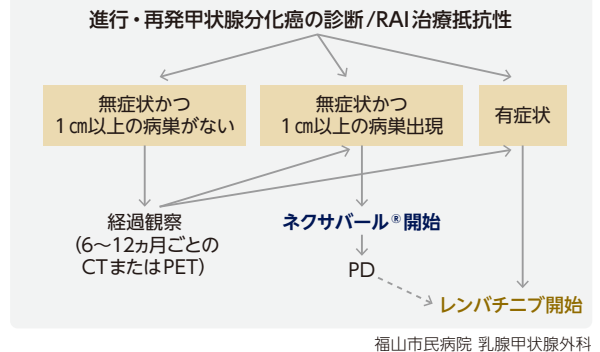 進行・再発甲状腺分化癌の診断/RAI治療抵抗性
無症状かつ
1㎝以上の病巣がない
無症状かつ
1㎝以上の病巣出現
有症状
経過観察
（6〜12ヵ月ごとの
CTまたはPET）
ネクサバール®開始
PD
レンバチニブ開始
福山市民病院 乳腺甲状腺外科